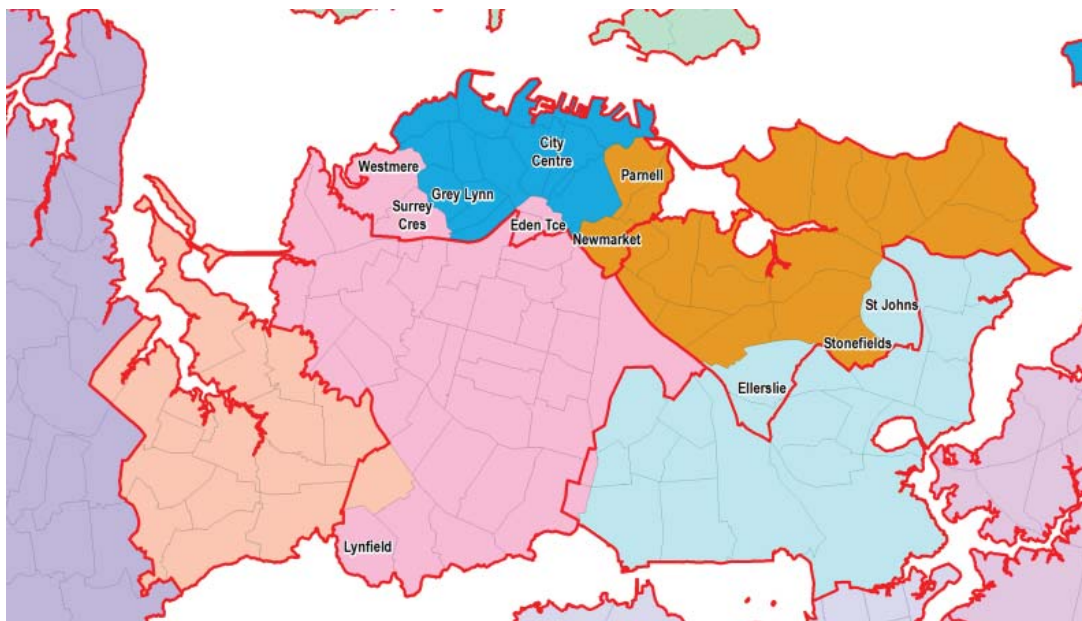 City
Centre
Westmere
Parnell
Grey Lynn
Surrey
Cres
Eden Tce
Newmarket
St Johns
Stonefields
Ellerslie
Lynfield